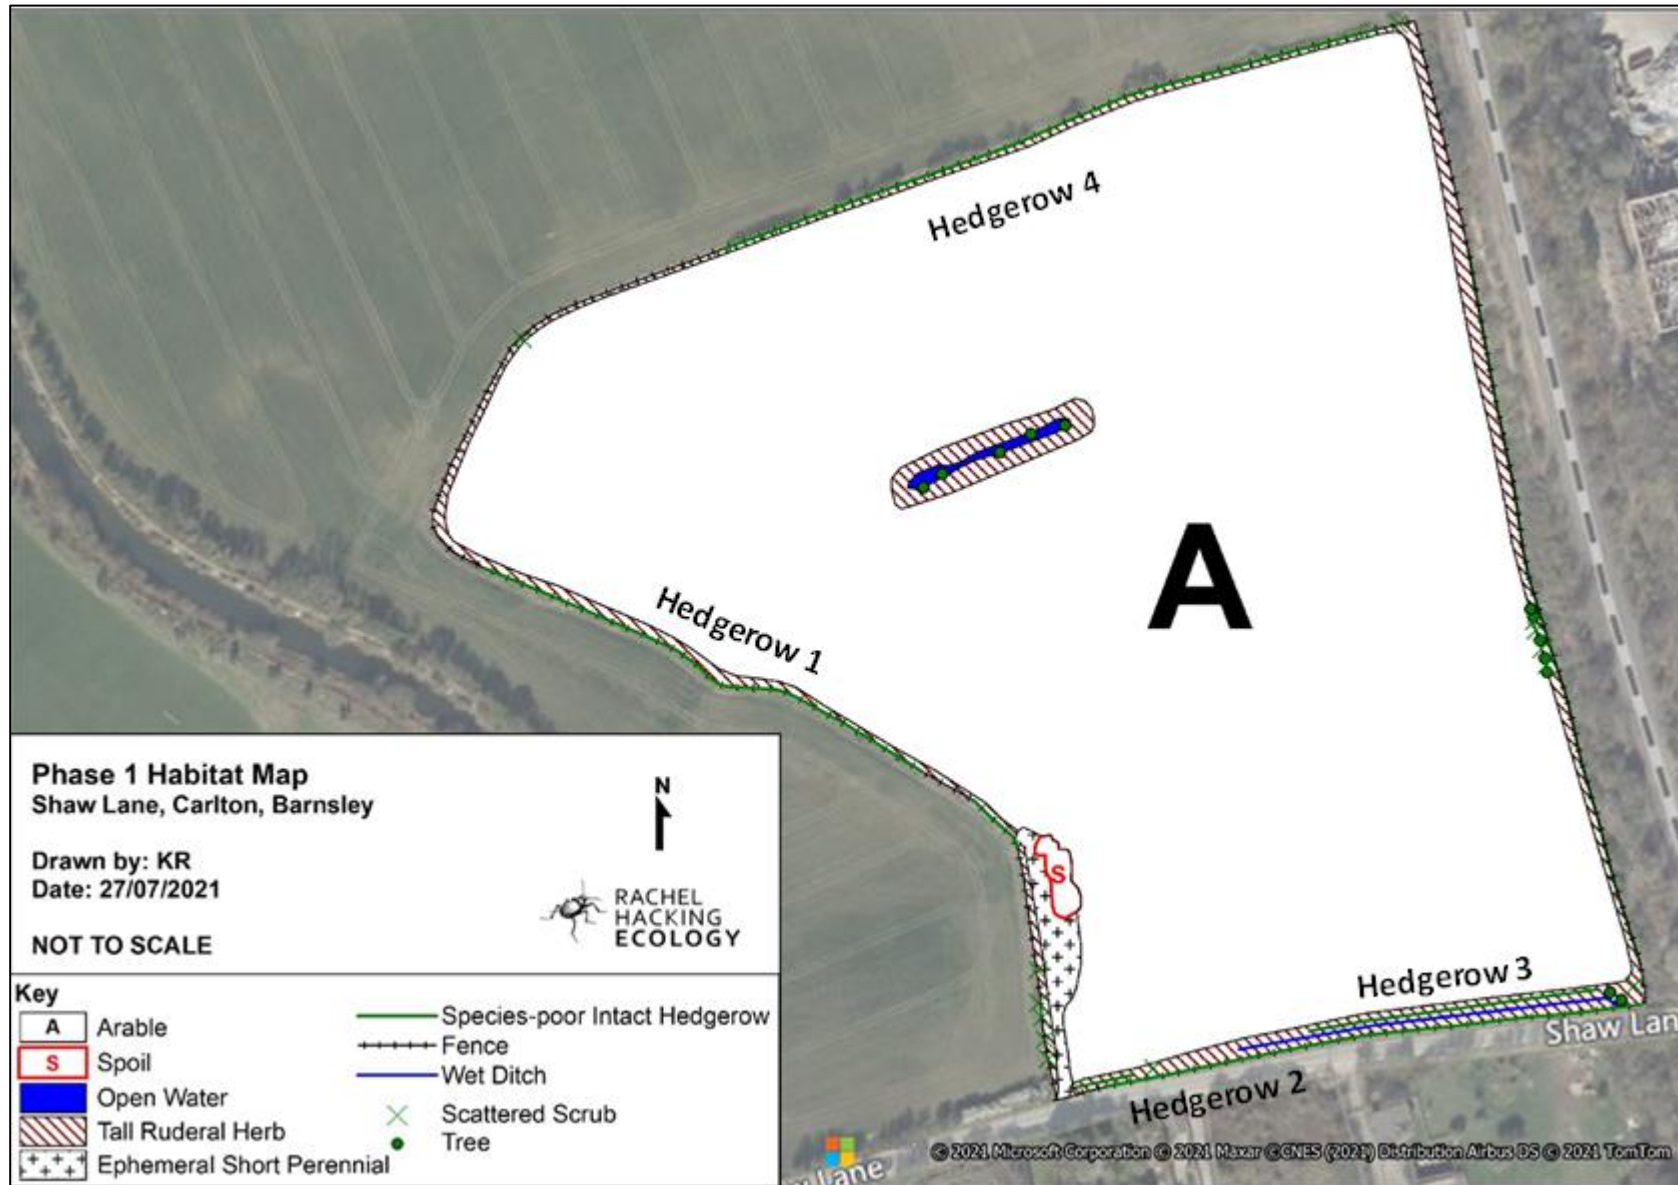 Hedgerow 4
A
Hedgerow 1
Hedgerow 3
Shaw Lan
Hedgerow 2
Lane
© 2021 Microsoft Corporation © 2021 Maxar ©CNES (2021) Distribution Airbus DS © 2021 TomTom
S
Phase 1 Habitat Map
Shaw Lane, Carlton, Barnsley
N
Drawn by: KR
Date: 27/07/2021
RACHEL
HACKING
ECOLOGY
NOT TO SCALE
Key
A Arable
S Spoil
Open Water
Tall Ruderal Herb
Ephemeral Short Perennial
Species-poor Intact Hedgerow
Fence
Wet Ditch
Scattered Scrub
Tree